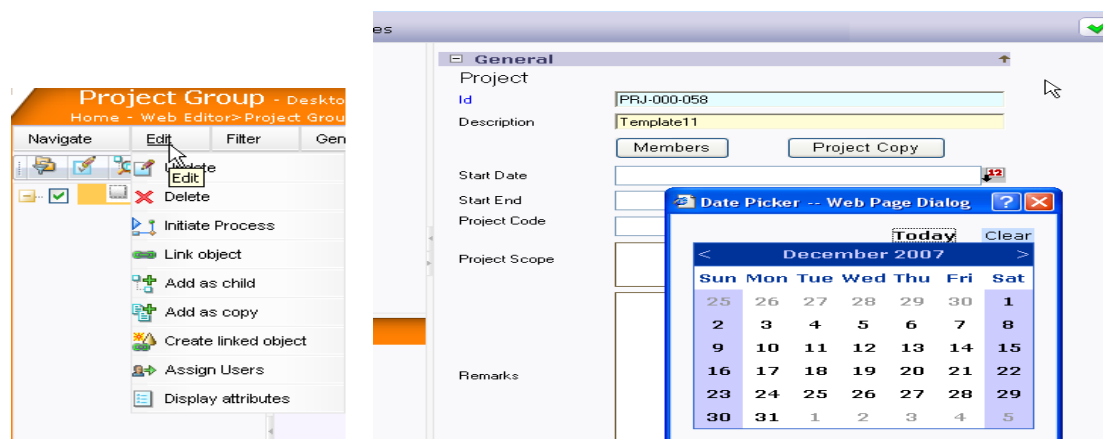 Project Group - Deskto
Home - Web Editor>Project Grou
Navigate Edit Filter Gen
Update
Edit
Delete
Initiate Process
Link object
Add as child
Add as copy
Create linked object
Assign Users
Display attributes
es
General
Project
Id PRJ-000-058
Description Template11
Members Project Copy
Start Date 12
Start End
Project Code
Project Scope
Remarks
Date Picker -- Web Page Dialog
Today Clear
< December 2007 >
Sun Mon Tue Wed Thu Fri Sat
25 26 27 28 29 30 1
2 3 4 5 6 7 8
9 10 11 12 13 14 15
16 17 18 19 20 21 22
23 24 25 26 27 28 29
30 31 1 2 3 4 5